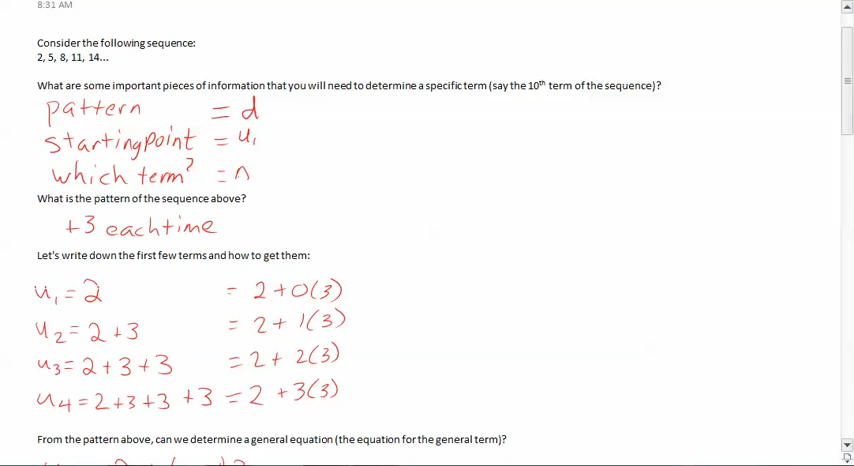 8:31 AM
Consider the following sequence:
2, 5, 8, 11, 14...
What are some important pieces of information that you will need to determine a specific term (say the 10th term of the sequence)?
pattern = d
starting point = u₁
which term? = n
What is the pattern of the sequence above?
+3 each time
Let's write down the first few terms and how to get them:
u₁ = 2 = 2 + 0(3)
u₂ = 2 + 3 = 2 + 1(3)
u₃ = 2 + 3 + 3 = 2 + 2(3)
u₄ = 2 + 3 + 3 + 3 = 2 + 3(3)
From the pattern above, can we determine a general equation (the equation for the general term)?